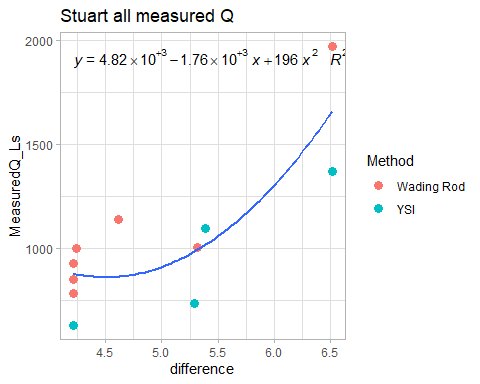 Stuart all measured Q
y = 4.82×10⁺³ − 1.76×10⁺³ x + 196 x² R²
MeasuredQ_Ls
2000
1500
1000
4.5 5.0 5.5 6.0 6.5
difference
Method
Wading Rod
YSI